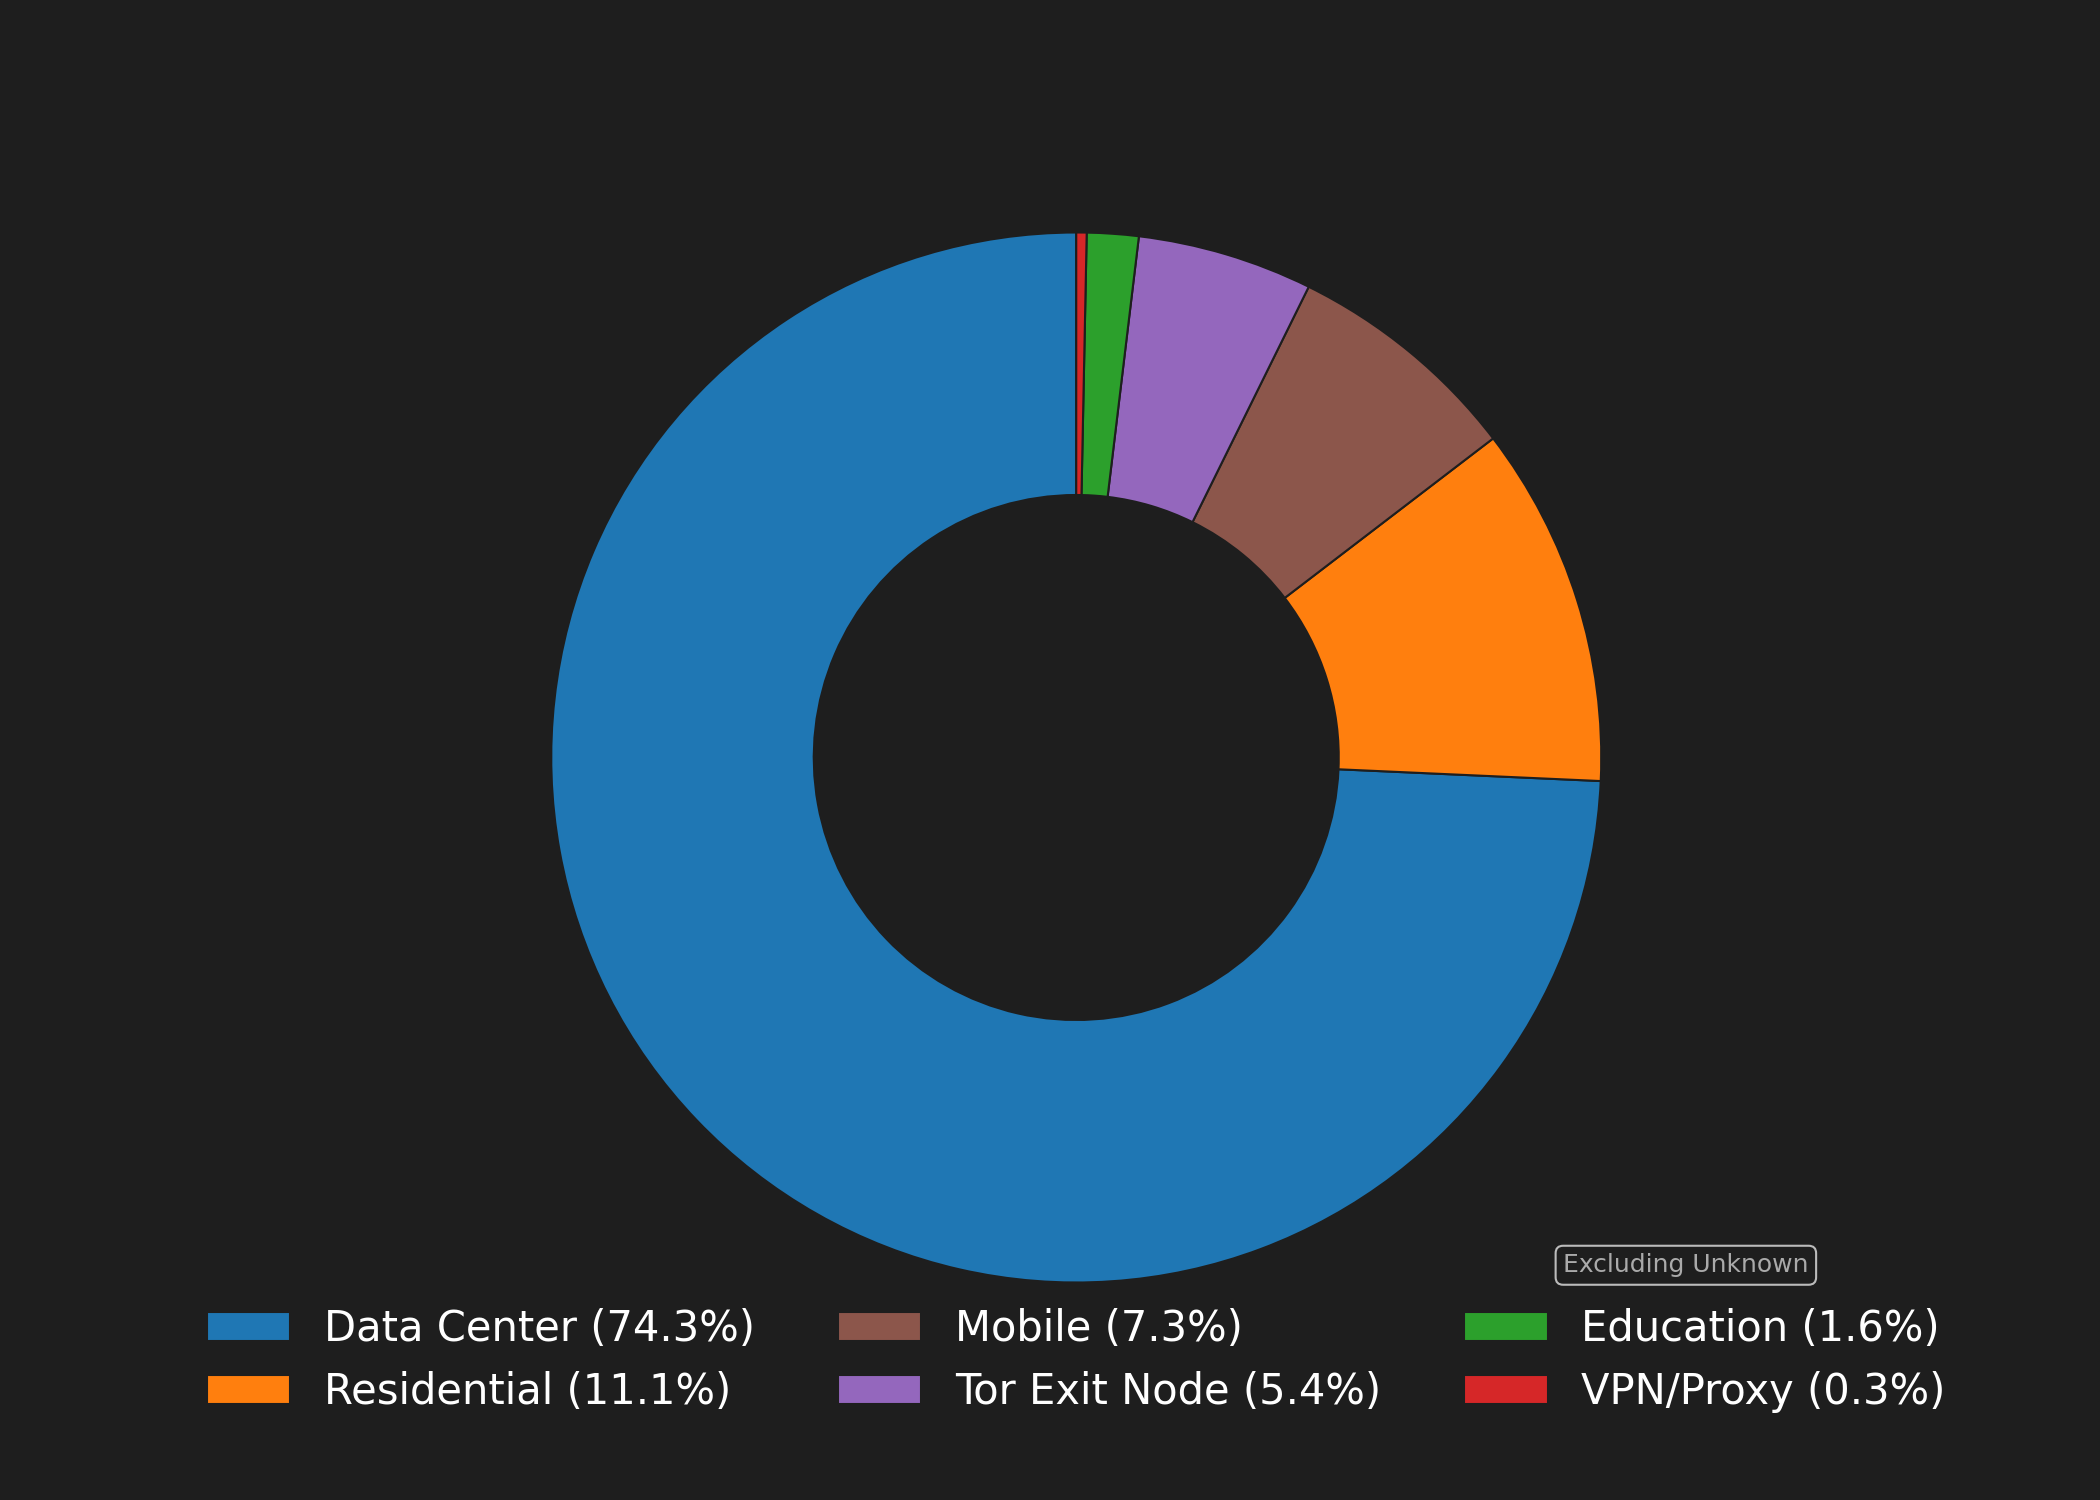 Excluding Unknown
Data Center (74.3%)
Residential (11.1%)
Mobile (7.3%)
Tor Exit Node (5.4%)
Education (1.6%)
VPN/Proxy (0.3%)